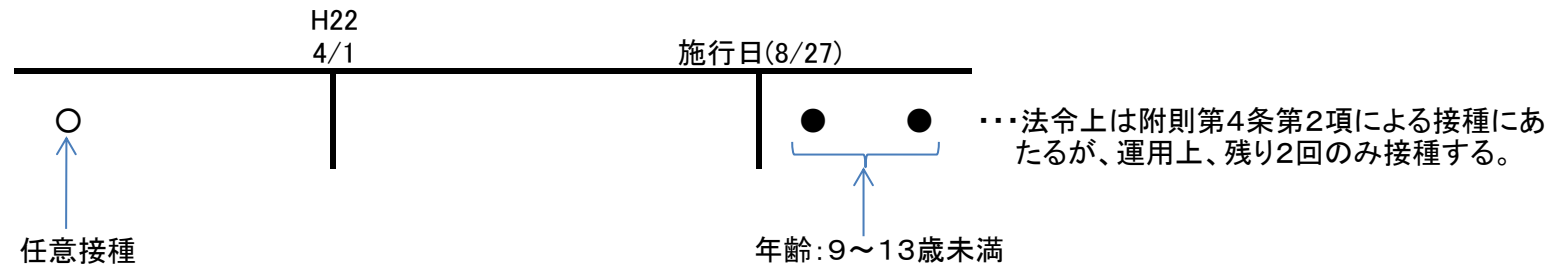 H22
4/1
施行日(8/27)
・・・法令上は附則第4条第2項による接種にあ
たるが、運用上、残り2回のみ接種する。
任意接種
年齢:9~13歳未満